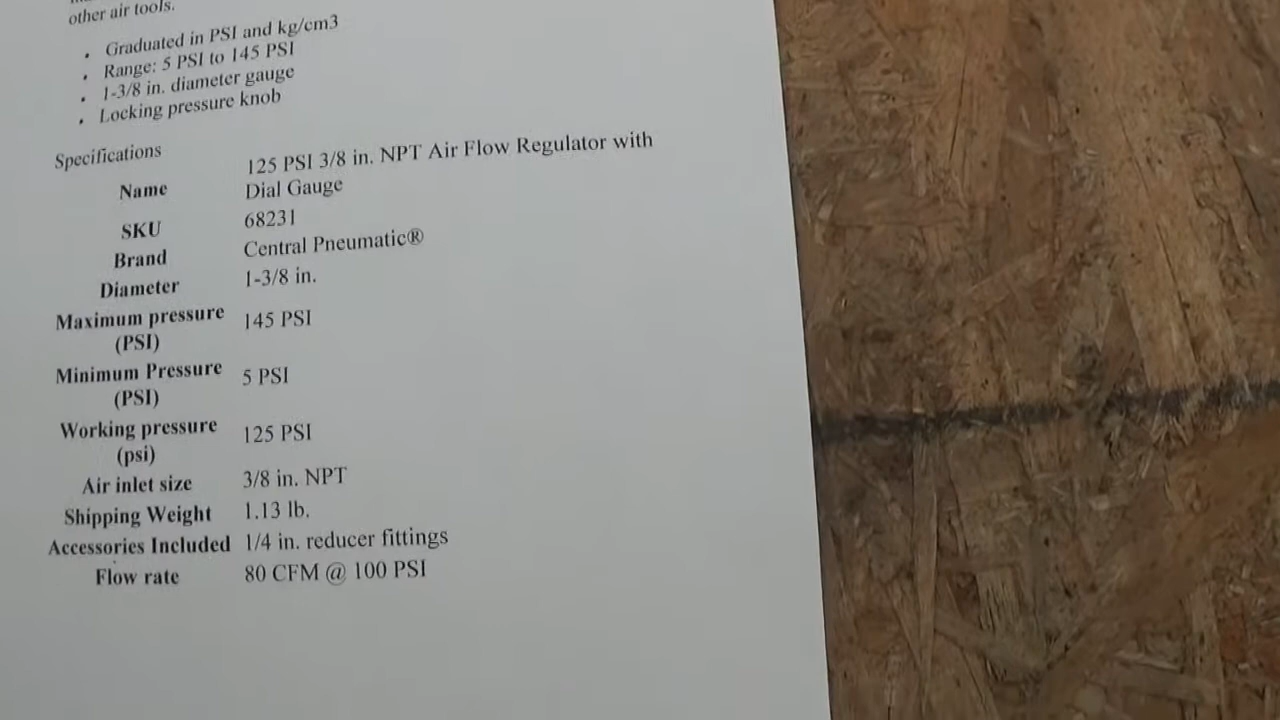 other air tools.
• Graduated in PSI and kg/cm3
• Range: 5 PSI to 145 PSI
• 1-3/8 in. diameter gauge
• Locking pressure knob
Specifications
Name 125 PSI 3/8 in. NPT Air Flow Regulator with
Dial Gauge
SKU 68231
Brand Central Pneumatic®
Diameter 1-3/8 in.
Maximum pressure
(PSI) 145 PSI
Minimum Pressure
(PSI) 5 PSI
Working pressure
(psi) 125 PSI
Air inlet size 3/8 in. NPT
Shipping Weight 1.13 lb.
Accessories Included 1/4 in. reducer fittings
Flow rate 80 CFM @ 100 PSI